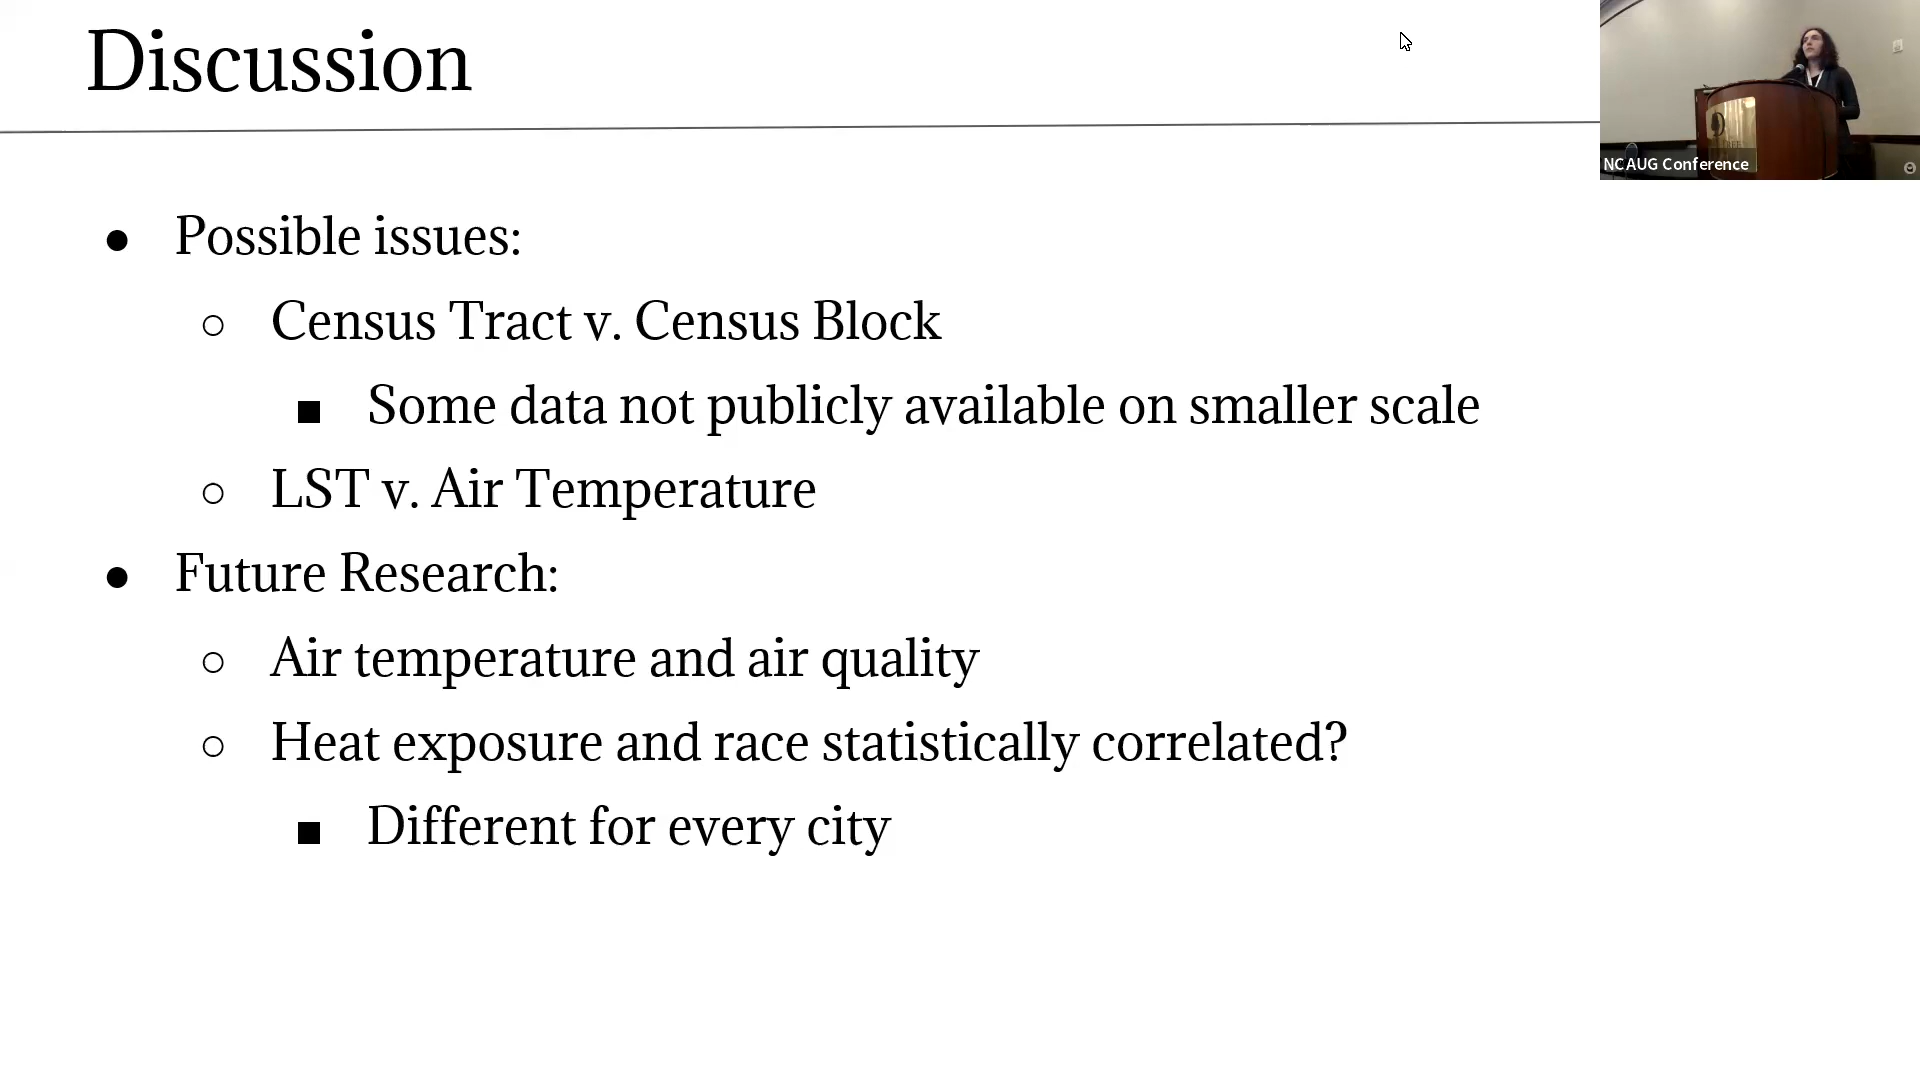 Discussion
NCAUG Conference
● Possible issues:
○ Census Tract v. Census Block
■ Some data not publicly available on smaller scale
○ LST v. Air Temperature
● Future Research:
○ Air temperature and air quality
○ Heat exposure and race statistically correlated?
■ Different for every city